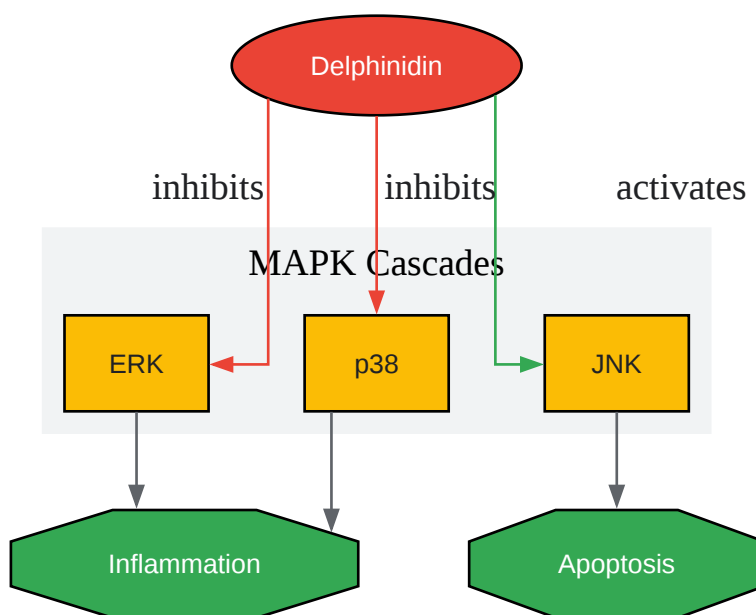 Delphinidin
inhibits inhibits activates
MAPK Cascades
ERK p38 JNK
Inflammation Apoptosis